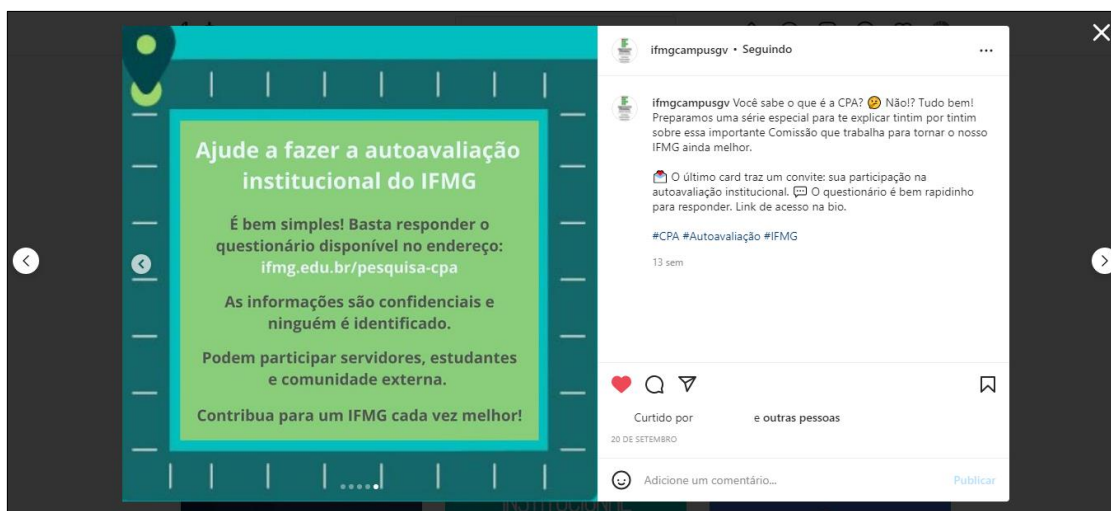 Ajude a fazer a autoavaliação
institucional do IFMG
É bem simples! Basta responder o
questionário disponível no endereço:
ifmg.edu.br/pesquisa-cpa
As informações são confidenciais e
ninguém é identificado.
Podem participar servidores, estudantes
e comunidade externa.
Contribua para um IFMG cada vez melhor!
ifmgcampusgv • Seguindo
ifmgcampusgv Você sabe o que é a CPA? 🤔 Não!? Tudo bem!
Preparamos uma série especial para te explicar tintim por tintim
sobre essa importante Comissão que trabalha para tornar o nosso
IFMG ainda melhor.
📩 O último card traz um convite: sua participação na
autoavaliação institucional. 💬 O questionário é bem rapidinho
para responder. Link de acesso na bio.
#CPA #Autoavaliação #IFMG
13 sem
Curtido por e outras pessoas
20 DE SETEMBRO
Adicione um comentário...
Publicar